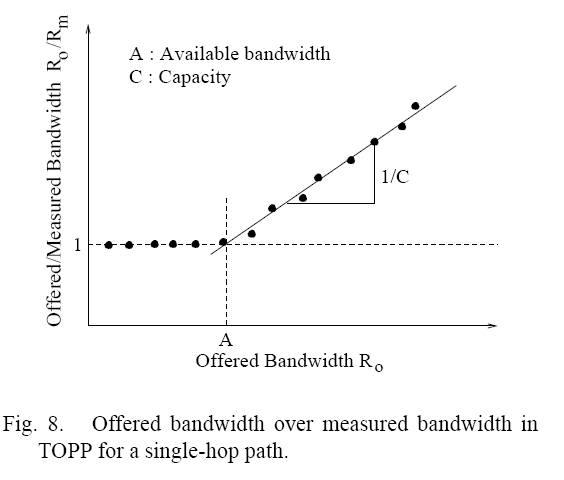 Offered/Measured Bandwidth Ro/Rm
A : Available bandwidth
C : Capacity
1/C
1
A
Offered Bandwidth Ro
Fig. 8. Offered bandwidth over measured bandwidth in
TOPP for a single-hop path.